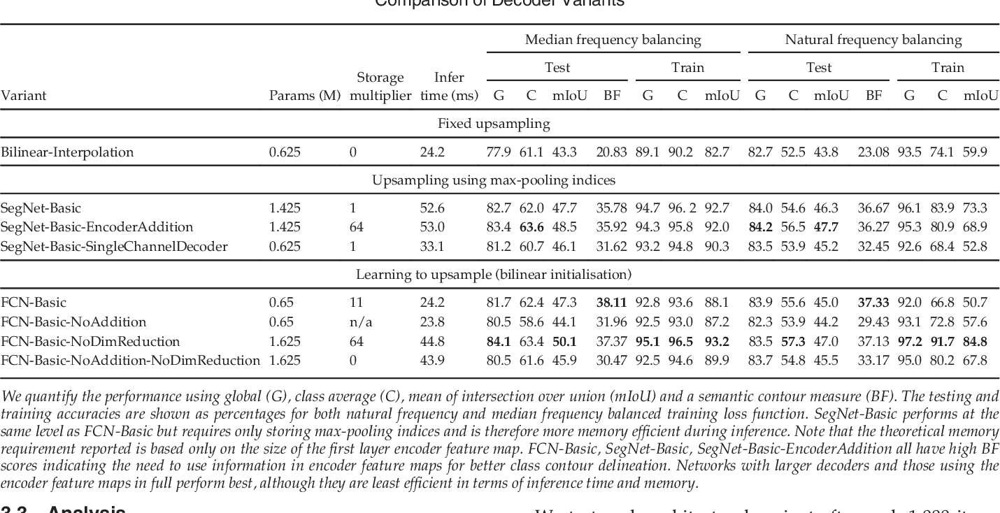 Comparison of Decoder Variants
Median frequency balancing Natural frequency balancing
Test Train Test Train
Storage Infer
Variant Params (M) multiplier time (ms) G C mIoU BF G C mIoU G C mIoU BF G C mIoU
Fixed upsampling
Bilinear-Interpolation 0.625 0 24.2 77.9 61.1 43.3 20.83 89.1 90.2 82.7 82.7 52.5 43.8 23.08 93.5 74.1 59.9
Upsampling using max-pooling indices
SegNet-Basic 1.425 1 52.6 82.7 62.0 47.7 35.78 94.7 96. 2 92.7 84.0 54.6 46.3 36.67 96.1 83.9 73.3
SegNet-Basic-EncoderAddition 1.425 64 53.0 83.4 63.6 48.5 35.92 94.3 95.8 92.0 84.2 56.5 47.7 36.27 95.3 80.9 68.9
SegNet-Basic-SingleChannelDecoder 0.625 1 33.1 81.2 60.7 46.1 31.62 93.2 94.8 90.3 83.5 53.9 45.2 32.45 92.6 68.4 52.8
Learning to upsample (bilinear initialisation)
FCN-Basic 0.65 11 24.2 81.7 62.4 47.3 38.11 92.8 93.6 88.1 83.9 55.6 45.0 37.33 92.0 66.8 50.7
FCN-Basic-NoAddition 0.65 n/a 23.8 80.5 58.6 44.1 31.96 92.5 93.0 87.2 82.3 53.9 44.2 29.43 93.1 72.8 57.6
FCN-Basic-NoDimReduction 1.625 64 44.8 84.1 63.4 50.1 37.37 95.1 96.5 93.2 83.5 57.3 47.0 37.13 97.2 91.7 84.8
FCN-Basic-NoAddition-NoDimReduction 1.625 0 43.9 80.5 61.6 45.9 30.47 92.5 94.6 89.9 83.7 54.8 45.5 33.17 95.0 80.2 67.8
We quantify the performance using global (G), class average (C), mean of intersection over union (mIoU) and a semantic contour measure (BF). The testing and
training accuracies are shown as percentages for both natural frequency and median frequency balanced training loss function. SegNet-Basic performs at the
same level as FCN-Basic but requires only storing max-pooling indices and is therefore more memory efficient during inference. Note that the theoretical memory
requirement reported is based only on the size of the first layer encoder feature map. FCN-Basic, SegNet-Basic, SegNet-Basic-EncoderAddition all have high BF
scores indicating the need to use information in encoder feature maps for better class contour delineation. Networks with larger decoders and those using the
encoder feature maps in full perform best, although they are least efficient in terms of inference time and memory.
3.3 Analysis